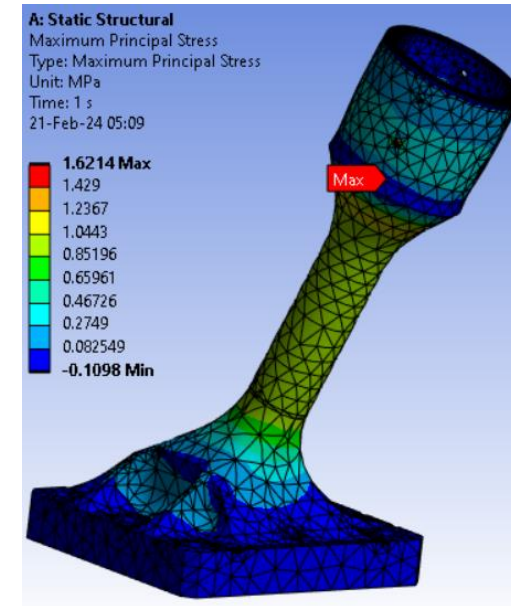 A: Static Structural
Maximum Principal Stress
Type: Maximum Principal Stress
Unit: MPa
Time: 1 s
21-Feb-24 05:09
1.6214 Max
1.429
1.2367
1.0443
0.85196
0.65961
0.46726
0.2749
0.082549
-0.1098 Min
Max